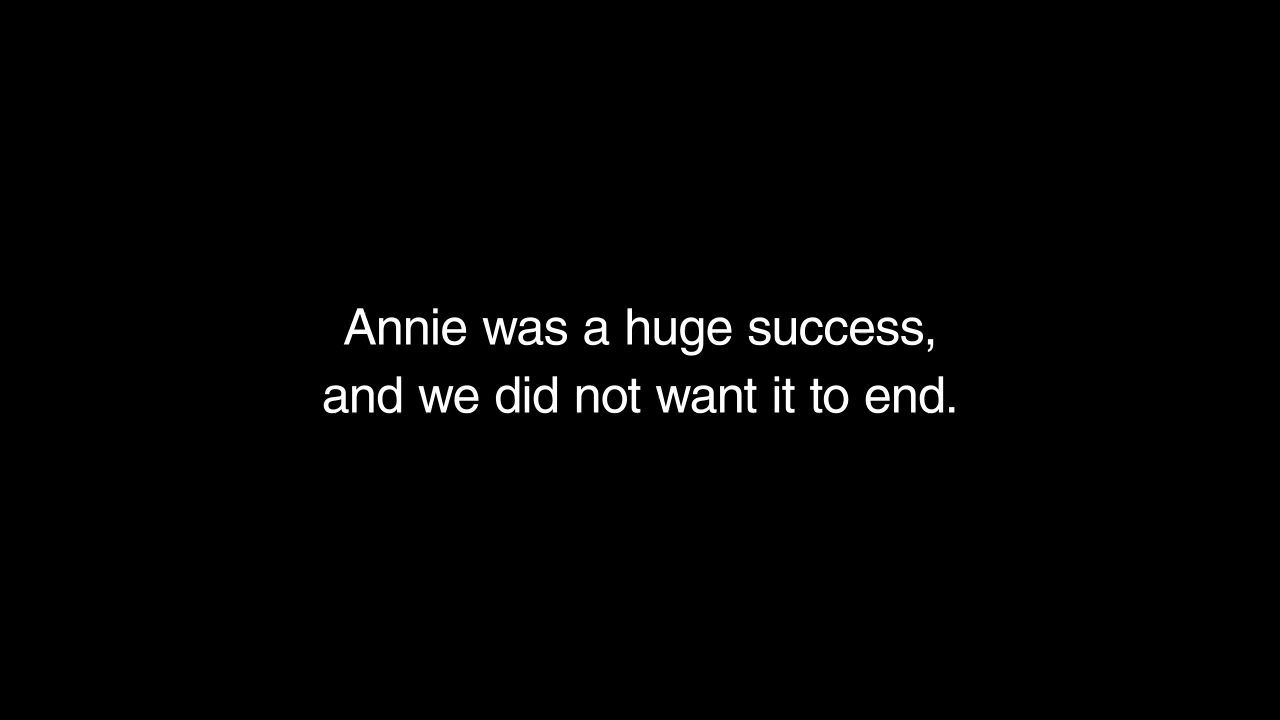 Annie was a huge success,
and we did not want it to end.